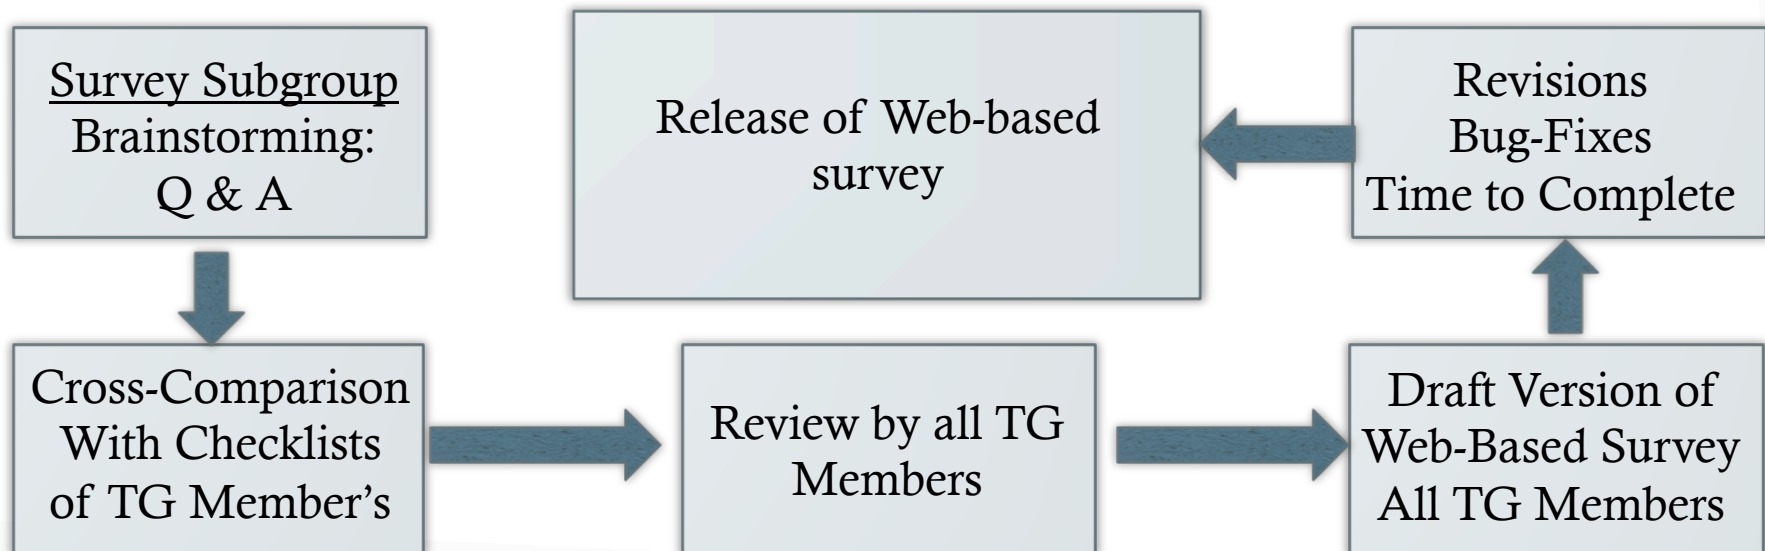 Survey Subgroup
Brainstorming:
Q & A
Cross-Comparison
With Checklists
of TG Member’s
Review by all TG
Members
Draft Version of
Web-Based Survey
All TG Members
Revisions
Bug-Fixes
Time to Complete
Release of Web-based
survey